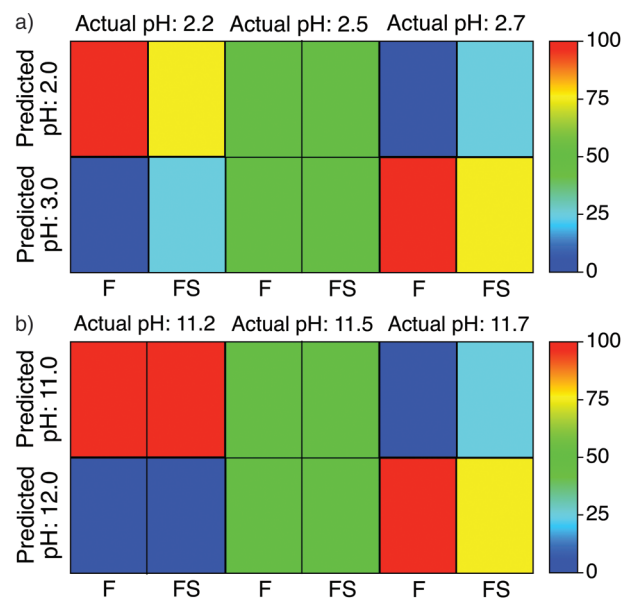 a)
Actual pH: 2.2 Actual pH: 2.5 Actual pH: 2.7
Predicted
pH: 2.0
Predicted
pH: 3.0
100
75
50
25
0
F FS F FS F FS
b)
Actual pH: 11.2 Actual pH: 11.5 Actual pH: 11.7
Predicted
pH: 11.0
Predicted
pH: 12.0
100
75
50
25
0
F FS F FS F FS